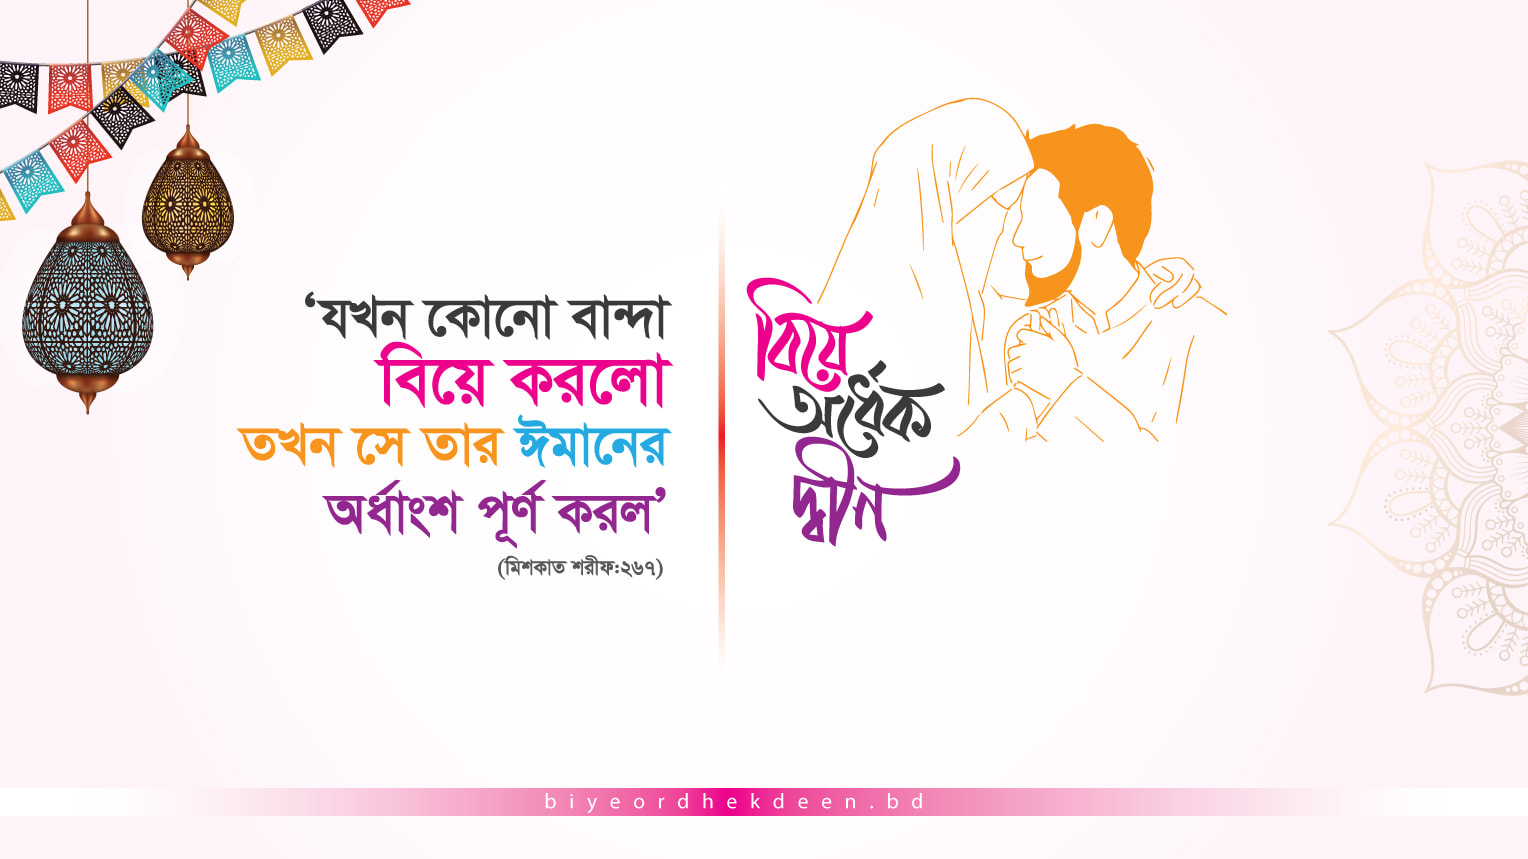 ‘যখন কোনো বান্দা
বিয়ে করলো
তখন সে তার ঈমানের
অর্ধাংশ পূর্ণ করল’
(মিশকাত শরীফ:২৬৭)
বিয়ে
অর্ধেক
দ্বীন
biyeordhekdeen.bd